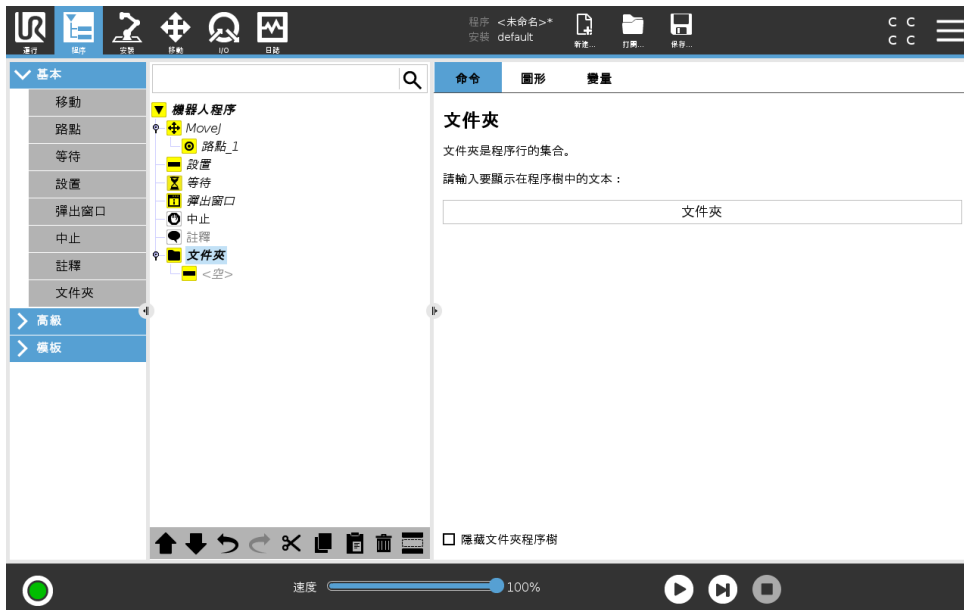 UR
運行
程序
安裝
移動
I/O
日誌
程序 <未命名>*
安裝 default
新建...
打開...
保存...
C C
C C
基本
移動
路點
等待
設置
彈出窗口
中止
註釋
文件夾
高級
模板
機器人程序
MoveJ
路點_1
設置
等待
彈出窗口
中止
註釋
文件夾
<空>
命令 圖形 變量
文件夾
文件夾是程序行的集合。
請輸入要顯示在程序樹中的文本：
文件夾
隱藏文件夾程序樹
速度 100%